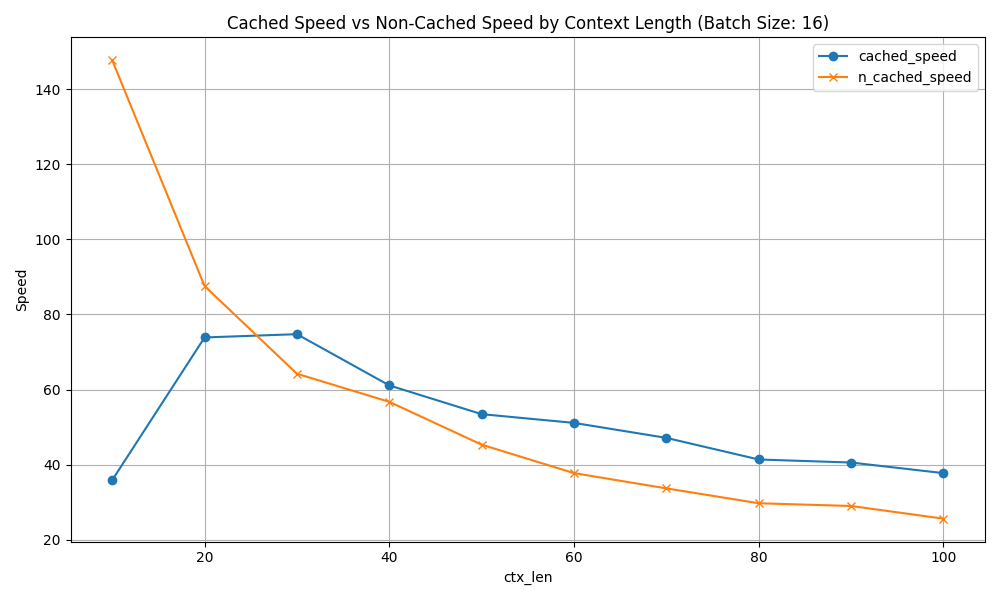 Cached Speed vs Non-Cached Speed by Context Length (Batch Size: 16)
cached_speed
n_cached_speed
140
120
100
80
60
40
20
Speed
20 40 60 80 100
ctx_len